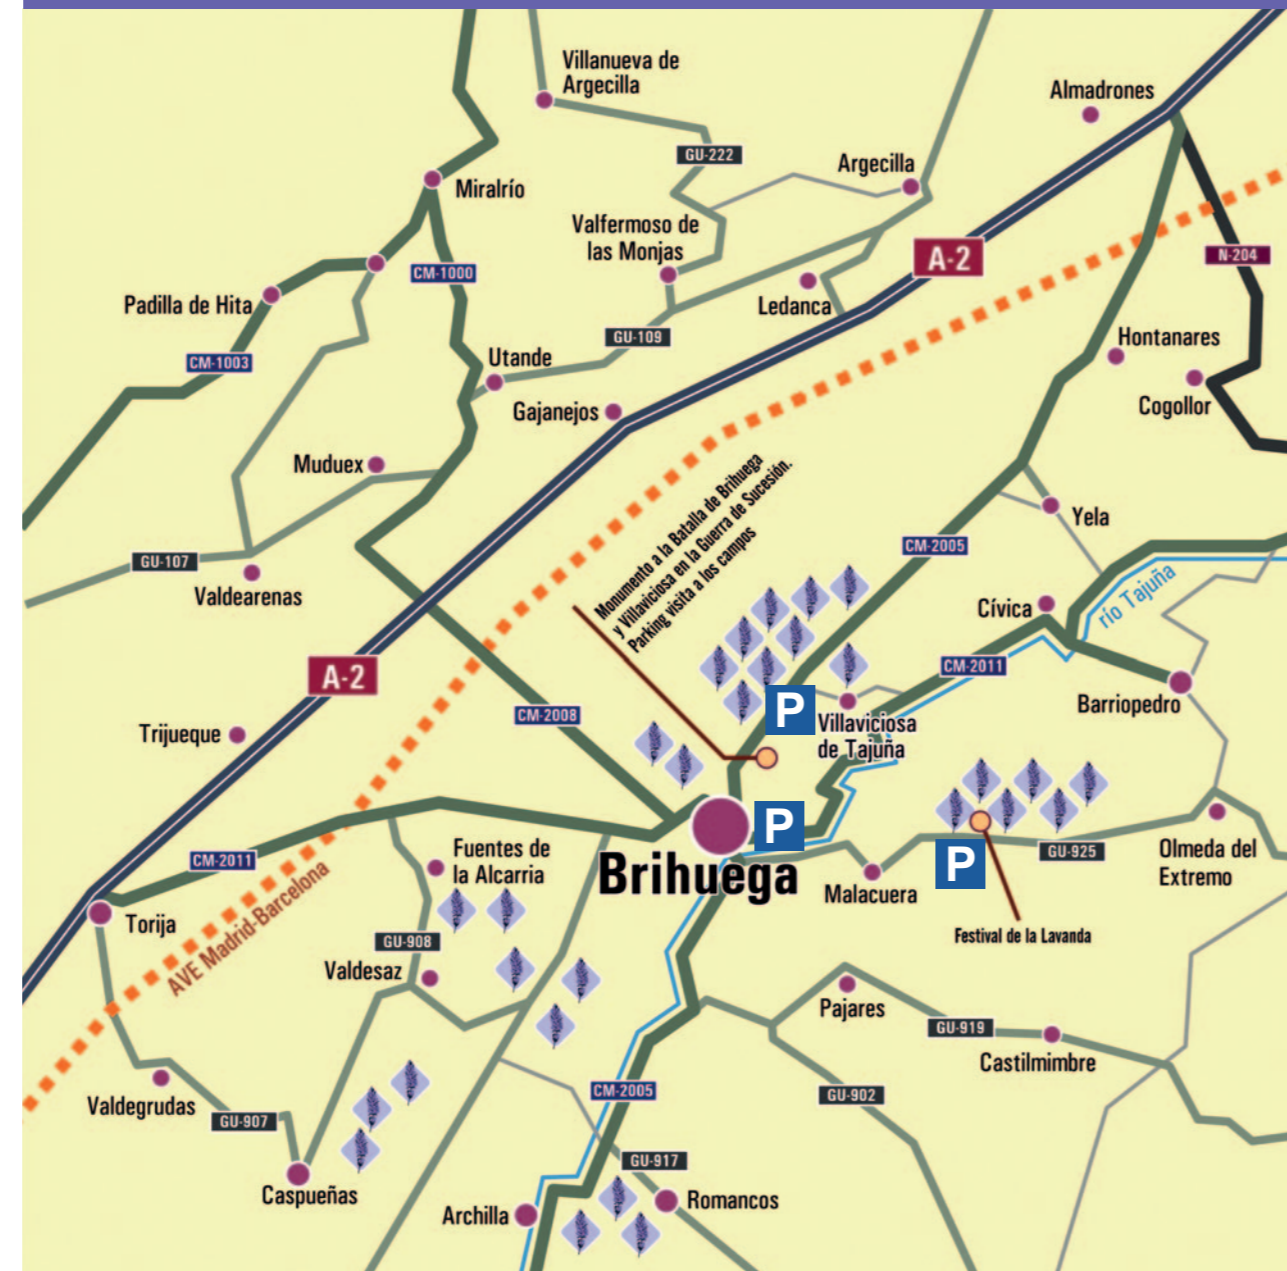 Villanueva de
Argecilla
Almadrones
GU-222
Argecilla
Miralrío
Valfermoso de
las Monjas
A-2
N-204
CM-1000
Padilla de Hita
Ledanca
GU-109
Hontanares
CM-1003
Utande
Cogollor
Gajanejos
Muduex
Monumento a la Batalla de Brihuega
y Villaviciosa en la Guerra de Sucesión.
Parking visita a los campos
Yela
CM-2005
GU-107
Valdearenas
Cívica
río Tajuña
A-2
CM-2011
Barriopedro
CM-2008
P
Villaviciosa
de Tajuña
Trijueque
P
Brihuega
CM-2011
Fuentes de
la Alcarria
P
GU-925
Olmeda del
Extremo
Malacuera
Torija
AVE Madrid-Barcelona
GU-908
Festival de la Lavanda
Valdesaz
Pajares
GU-919
Castilmimbre
Valdegrudas
GU-907
CM-2005
GU-902
GU-917
Caspueñas
Archilla
Romancos